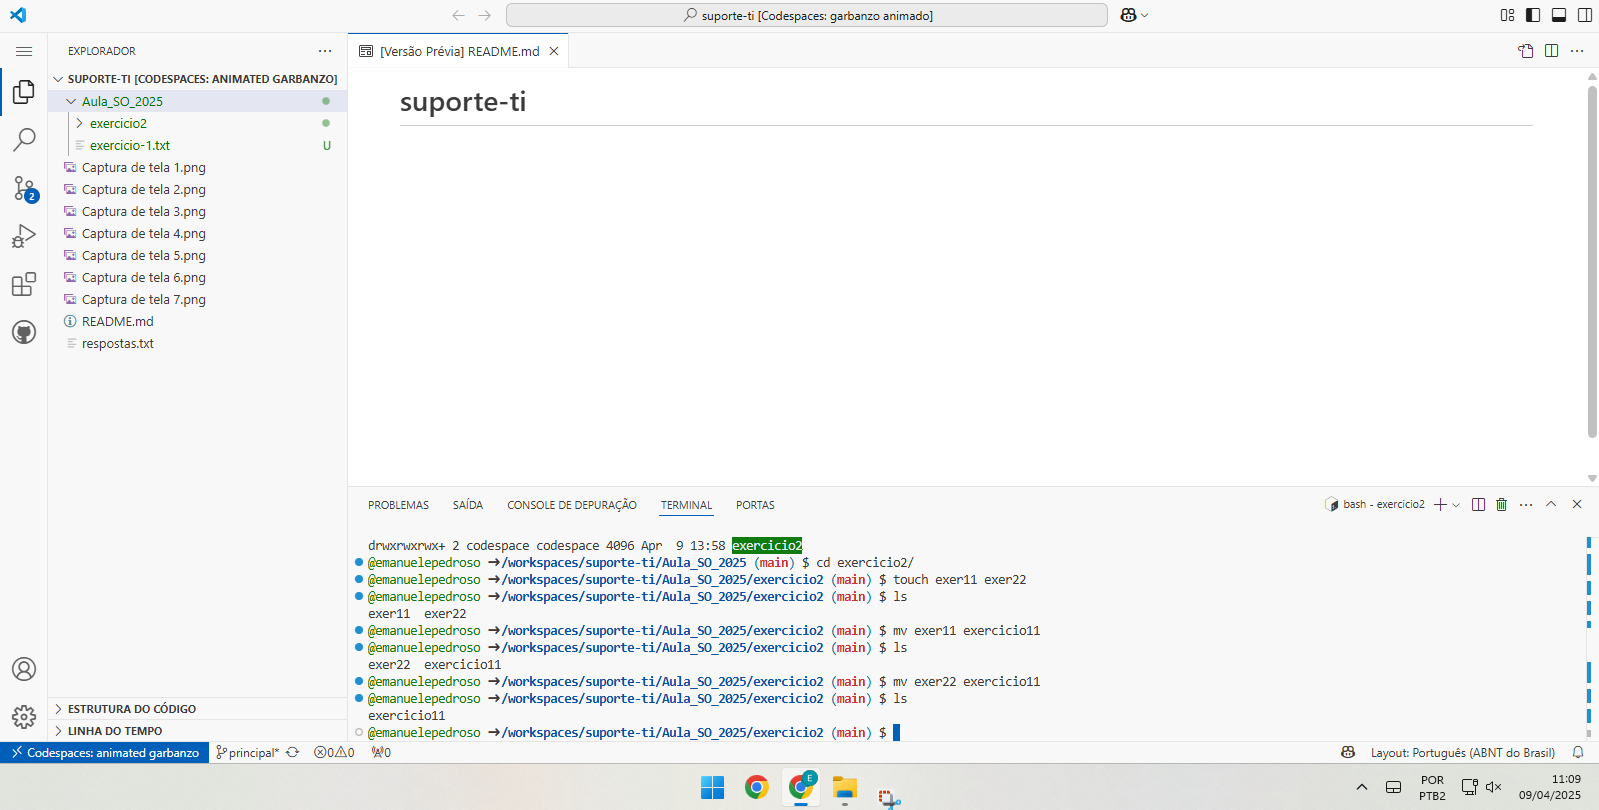 suporte-ti [Codespaces: garbanzo animado]
EXPLORADOR
SUPORTE-TI [CODESPACES: ANIMATED GARBANZO]
Aula_SO_2025
exercicio2
exercicio-1.txt U
Captura de tela 1.png
Captura de tela 2.png
Captura de tela 3.png
Captura de tela 4.png
Captura de tela 5.png
Captura de tela 6.png
Captura de tela 7.png
README.md
respostas.txt
2
ESTRUTURA DO CÓDIGO
LINHA DO TEMPO
[Versão Prévia] README.md
suporte-ti
PROBLEMAS SAÍDA CONSOLE DE DEPURAÇÃO TERMINAL PORTAS
bash - exercicio2
drwxrwxrwx+ 2 codespace codespace 4096 Apr  9 13:58 exercicio2
@emanuelepedroso ➜/workspaces/suporte-ti/Aula_SO_2025 (main) $ cd exercicio2/
@emanuelepedroso ➜/workspaces/suporte-ti/Aula_SO_2025/exercicio2 (main) $ touch exer11 exer22
@emanuelepedroso ➜/workspaces/suporte-ti/Aula_SO_2025/exercicio2 (main) $ ls
exer11  exer22
@emanuelepedroso ➜/workspaces/suporte-ti/Aula_SO_2025/exercicio2 (main) $ mv exer11 exercicio11
@emanuelepedroso ➜/workspaces/suporte-ti/Aula_SO_2025/exercicio2 (main) $ ls
exer22  exercicio11
@emanuelepedroso ➜/workspaces/suporte-ti/Aula_SO_2025/exercicio2 (main) $ mv exer22 exercicio11
@emanuelepedroso ➜/workspaces/suporte-ti/Aula_SO_2025/exercicio2 (main) $ ls
exercicio11
@emanuelepedroso ➜/workspaces/suporte-ti/Aula_SO_2025/exercicio2 (main) $
Codespaces: animated garbanzo principal* 0 0 0 Layout: Português (ABNT do Brasil)
E
POR
PTB2
11:09
09/04/2025